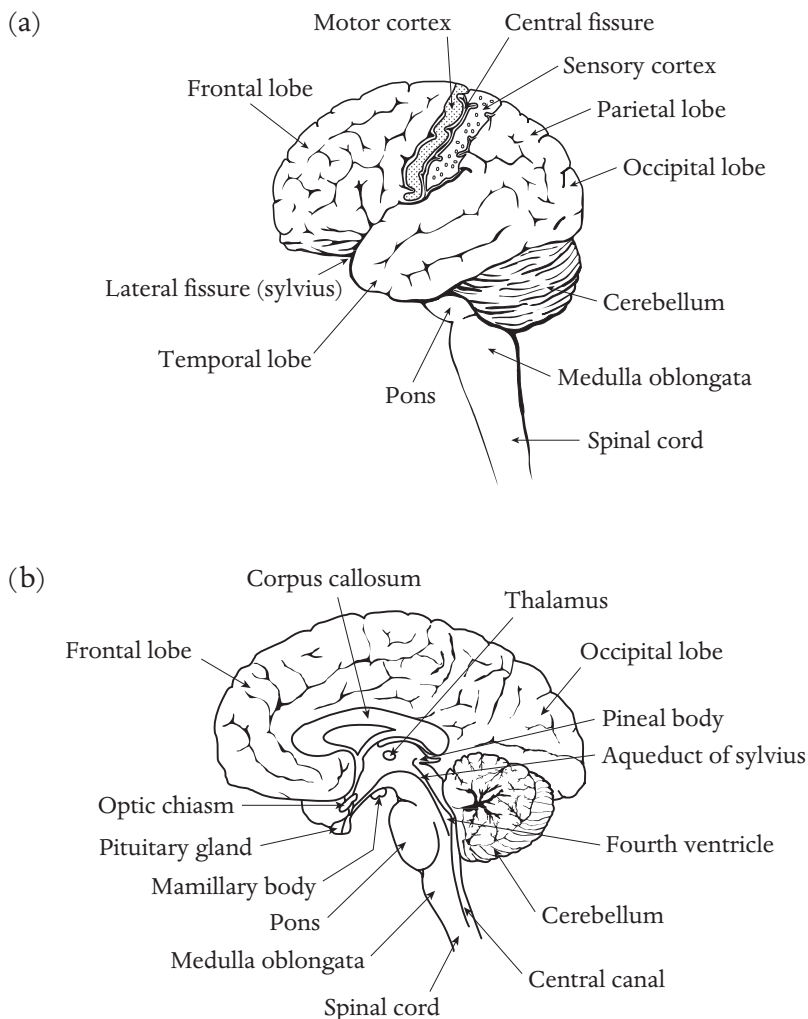 (a)
Motor cortex
Central fissure
Sensory cortex
Frontal lobe
Parietal lobe
Occipital lobe
Lateral fissure (sylvius)
Cerebellum
Temporal lobe
Medulla oblongata
Pons
Spinal cord
(b)
Corpus callosum
Thalamus
Frontal lobe
Occipital lobe
Pineal body
Aqueduct of sylvius
Optic chiasm
Pituitary gland
Fourth ventricle
Mamillary body
Pons
Cerebellum
Medulla oblongata
Central canal
Spinal cord